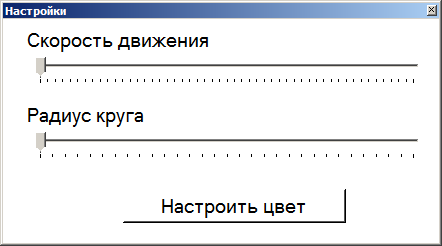 Настройки
Скорость движения
Радиус круга
Настроить цвет